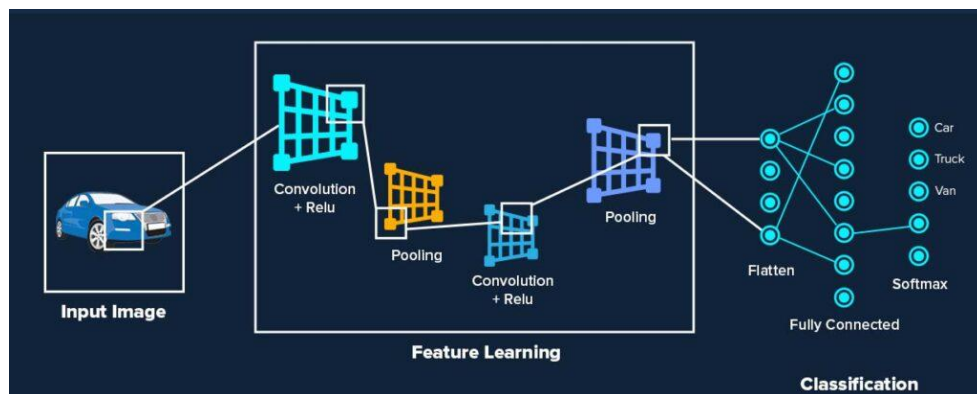 Input Image
Convolution
+ Relu
Pooling
Convolution
+ Relu
Pooling
Feature Learning
Flatten
Fully Connected
Car
Truck
Van
Softmax
Classification